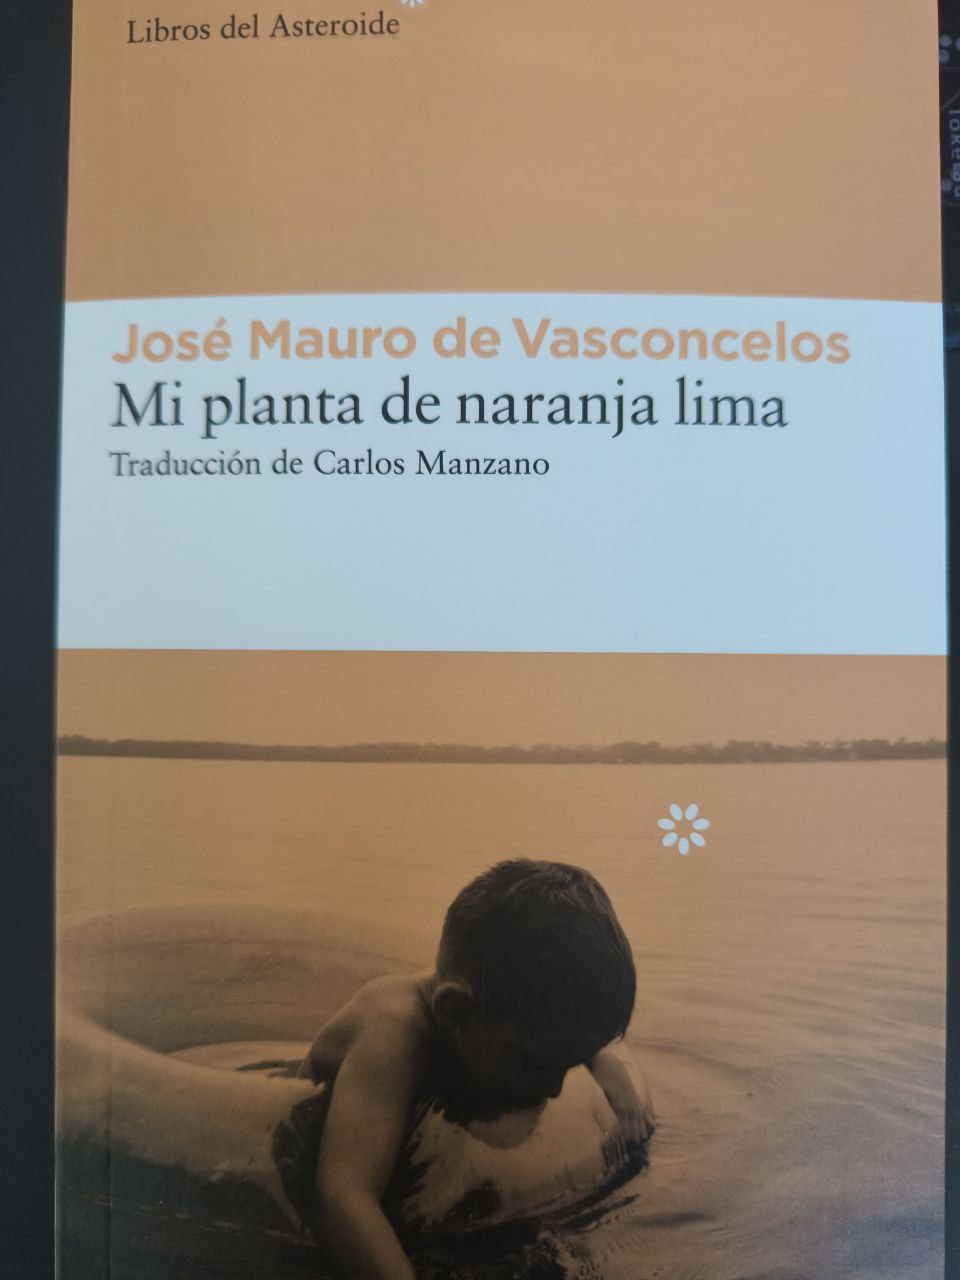 Libros del Asteroide
José Mauro de Vasconcelos
Mi planta de naranja lima
Traducción de Carlos Manzano